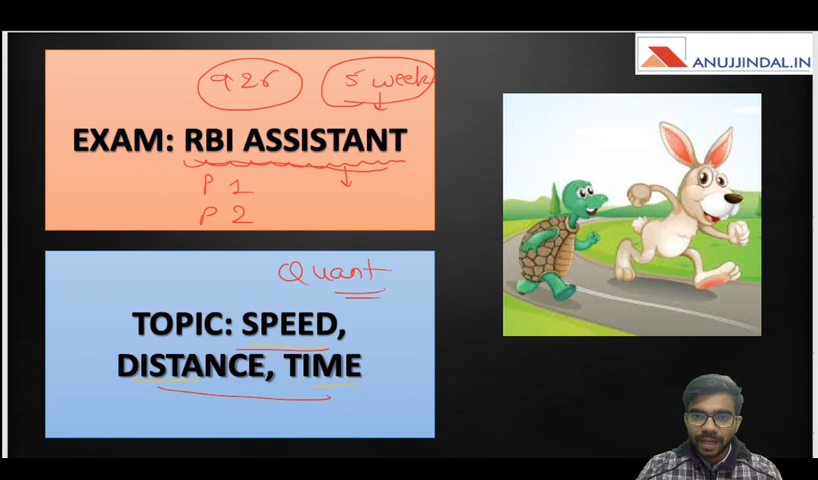 926 5 week
EXAM: RBI ASSISTANT
P 1
P 2
Quant
TOPIC: SPEED,
DISTANCE, TIME
ANUJJINDAL.IN